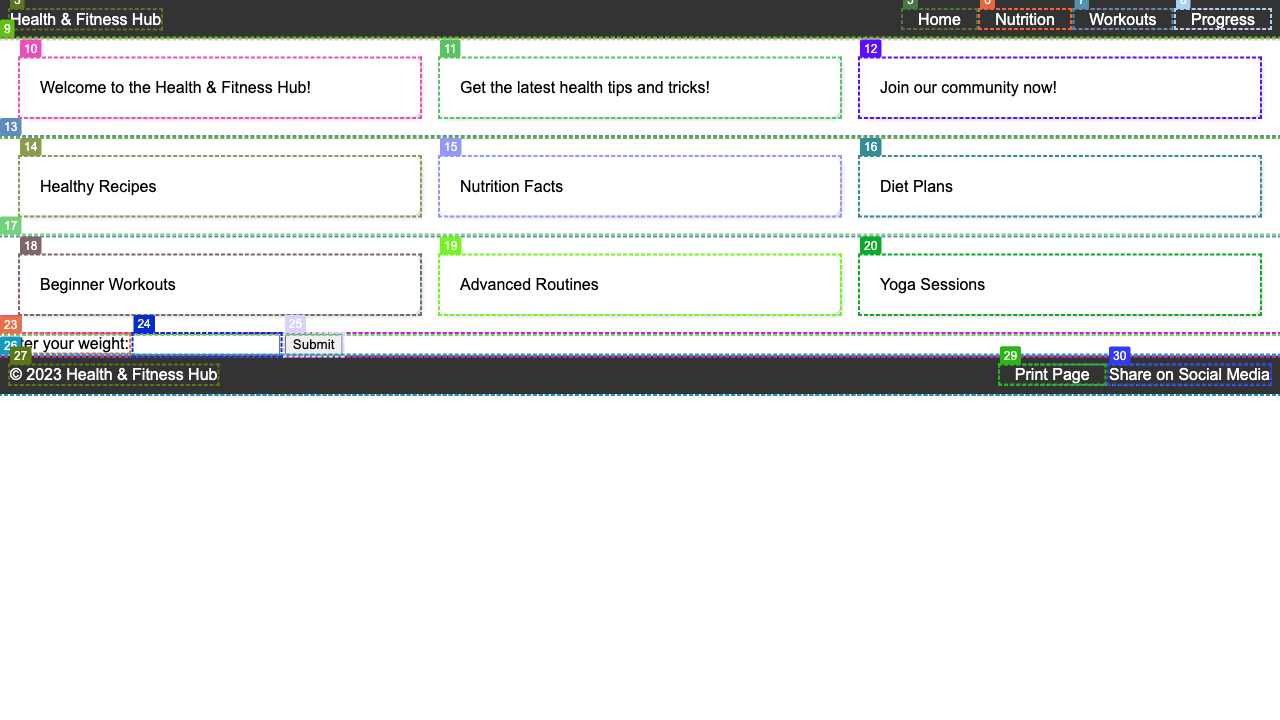 Health & Fitness Hub
Home Nutrition Workouts Progress
9
10 11 12
Welcome to the Health & Fitness Hub! Get the latest health tips and tricks! Join our community now!
13
14 15 16
Healthy Recipes Nutrition Facts Diet Plans
17
18 19 20
Beginner Workouts Advanced Routines Yoga Sessions
23 24 25
your weight: Submit
26
27 29 30
© 2023 Health & Fitness Hub Print Page Share on Social Media